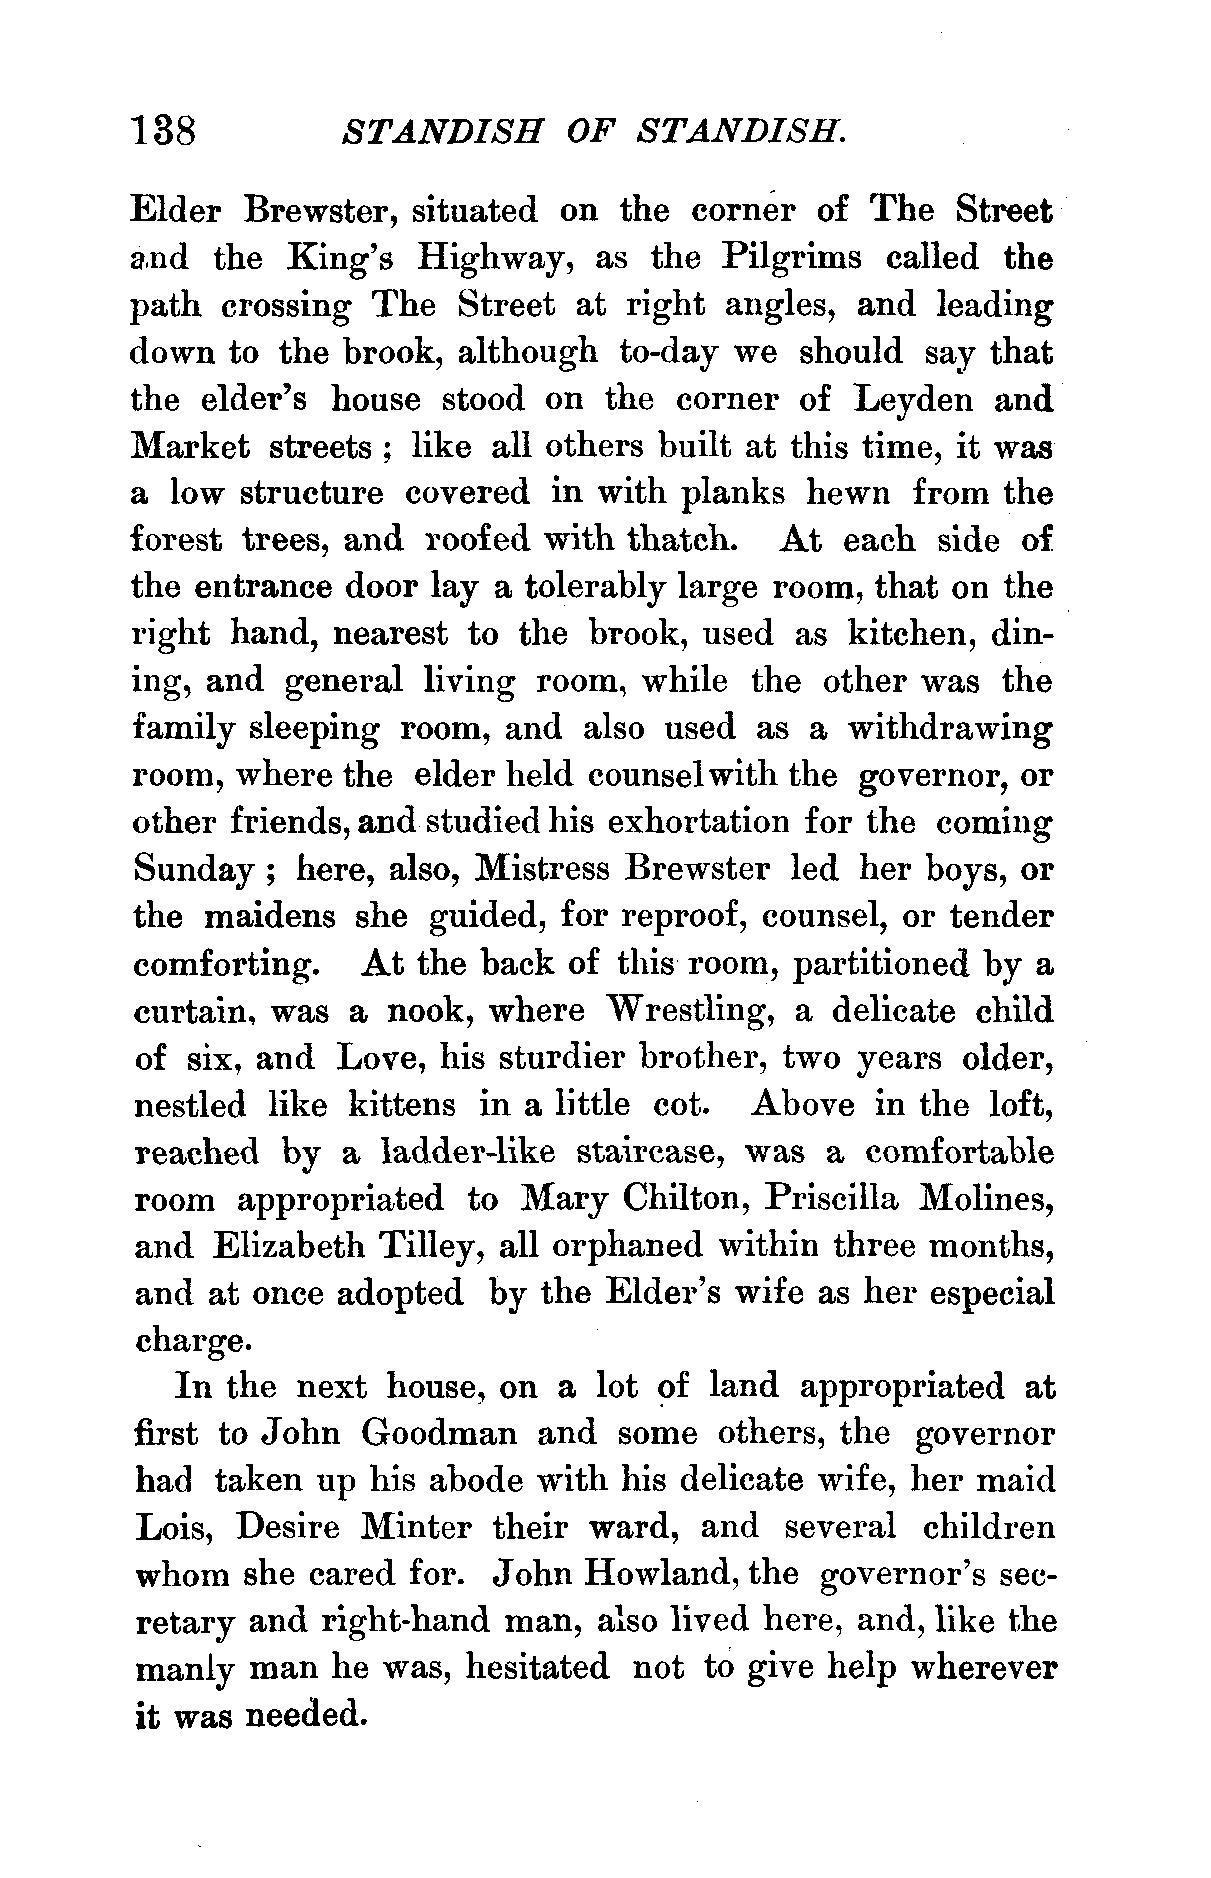 138 STANDISH OF STANDISH.
Elder Brewster, situated on the corner of The Street
and the King's Highway, as the Pilgrims called the
path crossing The Street at right angles, and leading
down to the brook, although to-day we should say that
the elder's house stood on the corner of Leyden and
Market streets ; like all others built at this time, it was
a low structure covered in with planks hewn from the
forest trees, and roofed with thatch. At each side of
the entrance door lay a tolerably large room, that on the
right hand, nearest to the brook, used as kitchen, din-
ing, and general living room, while the other was the
family sleeping room, and also used as a withdrawing
room, where the elder held counsel with the governor, or
other friends, and studied his exhortation for the coming
Sunday ; here, also, Mistress Brewster led her boys, or
the maidens she guided, for reproof, counsel, or tender
comforting. At the back of this room, partitioned by a
curtain, was a nook, where Wrestling, a delicate child
of six, and Love, his sturdier brother, two years older,
nestled like kittens in a little cot. Above in the loft,
reached by a ladder-like staircase, was a comfortable
room appropriated to Mary Chilton, Priscilla Molines,
and Elizabeth Tilley, all orphaned within three months,
and at once adopted by the Elder's wife as her especial
charge.
In the next house, on a lot of land appropriated at
first to John Goodman and some others, the governor
had taken up his abode with his delicate wife, her maid
Lois, Desire Minter their ward, and several children
whom she cared for. John Howland, the governor's sec-
retary and right-hand man, also lived here, and, like the
manly man he was, hesitated not to give help wherever
it was needed.